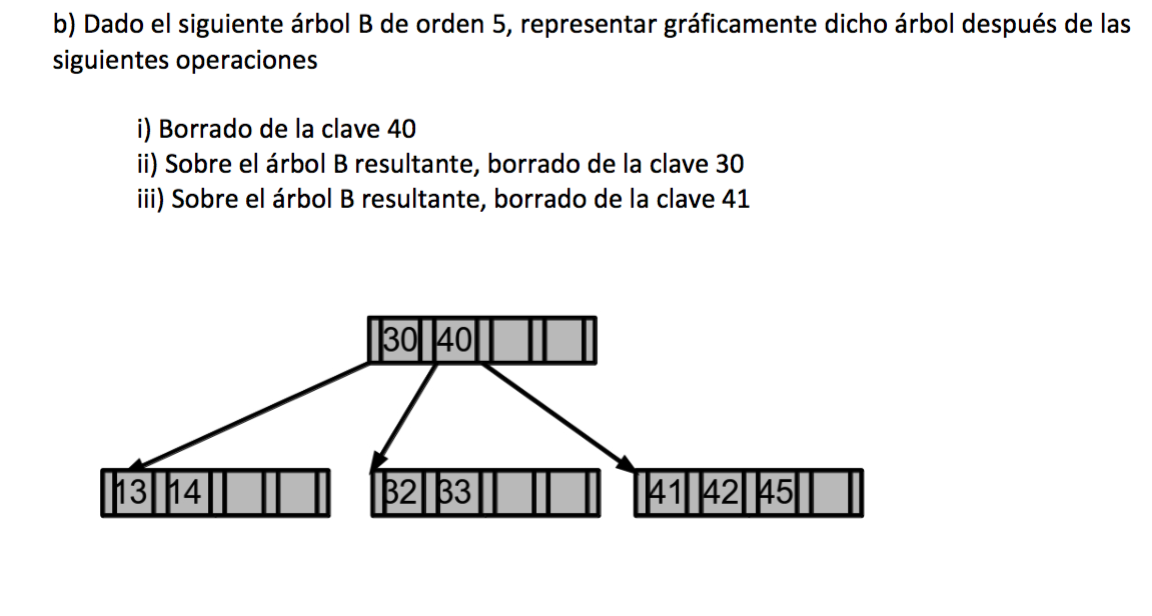 b) Dado el siguiente árbol B de orden 5, representar gráficamente dicho árbol después de las
siguientes operaciones
i) Borrado de la clave 40
ii) Sobre el árbol B resultante, borrado de la clave 30
iii) Sobre el árbol B resultante, borrado de la clave 41
30 40
13 14 32 33 41 42 45